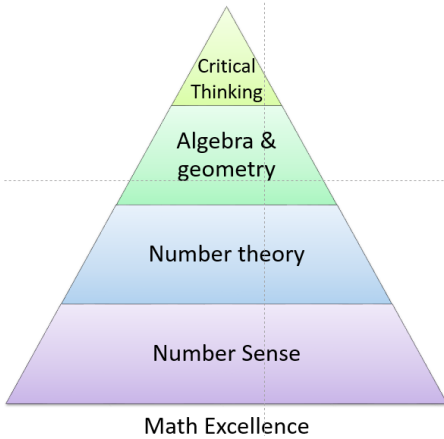 Critical
Thinking
Algebra &
geometry
Number theory
Number Sense
Math Excellence